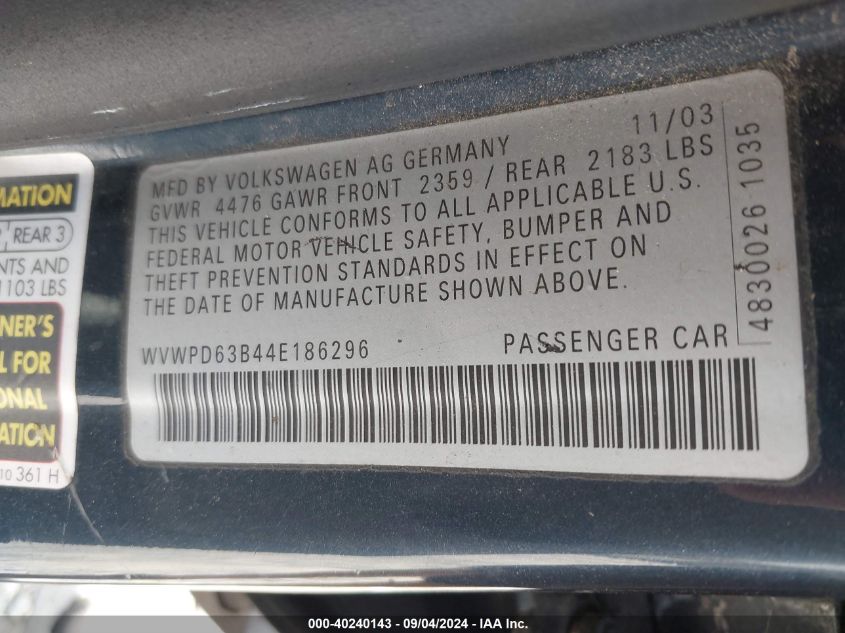 11/03
MFD BY VOLKSWAGEN AG GERMANY
GVWR 4476 GAWR FRONT 2359 / REAR 2183 LBS
THIS VEHICLE CONFORMS TO ALL APPLICABLE U.S.
FEDERAL MOTOR VEHICLE SAFETY, BUMPER AND
THEFT PREVENTION STANDARDS IN EFFECT ON
THE DATE OF MANUFACTURE SHOWN ABOVE.
WVWPD63B44E186296 PASSENGER CAR
4830026 1035
MATION
REAR 3
NTS AND
1103 LBS
NER'S
L FOR
ONAL
ATION
10 361 H
000-40240143 - 09/04/2024 - IAA Inc.